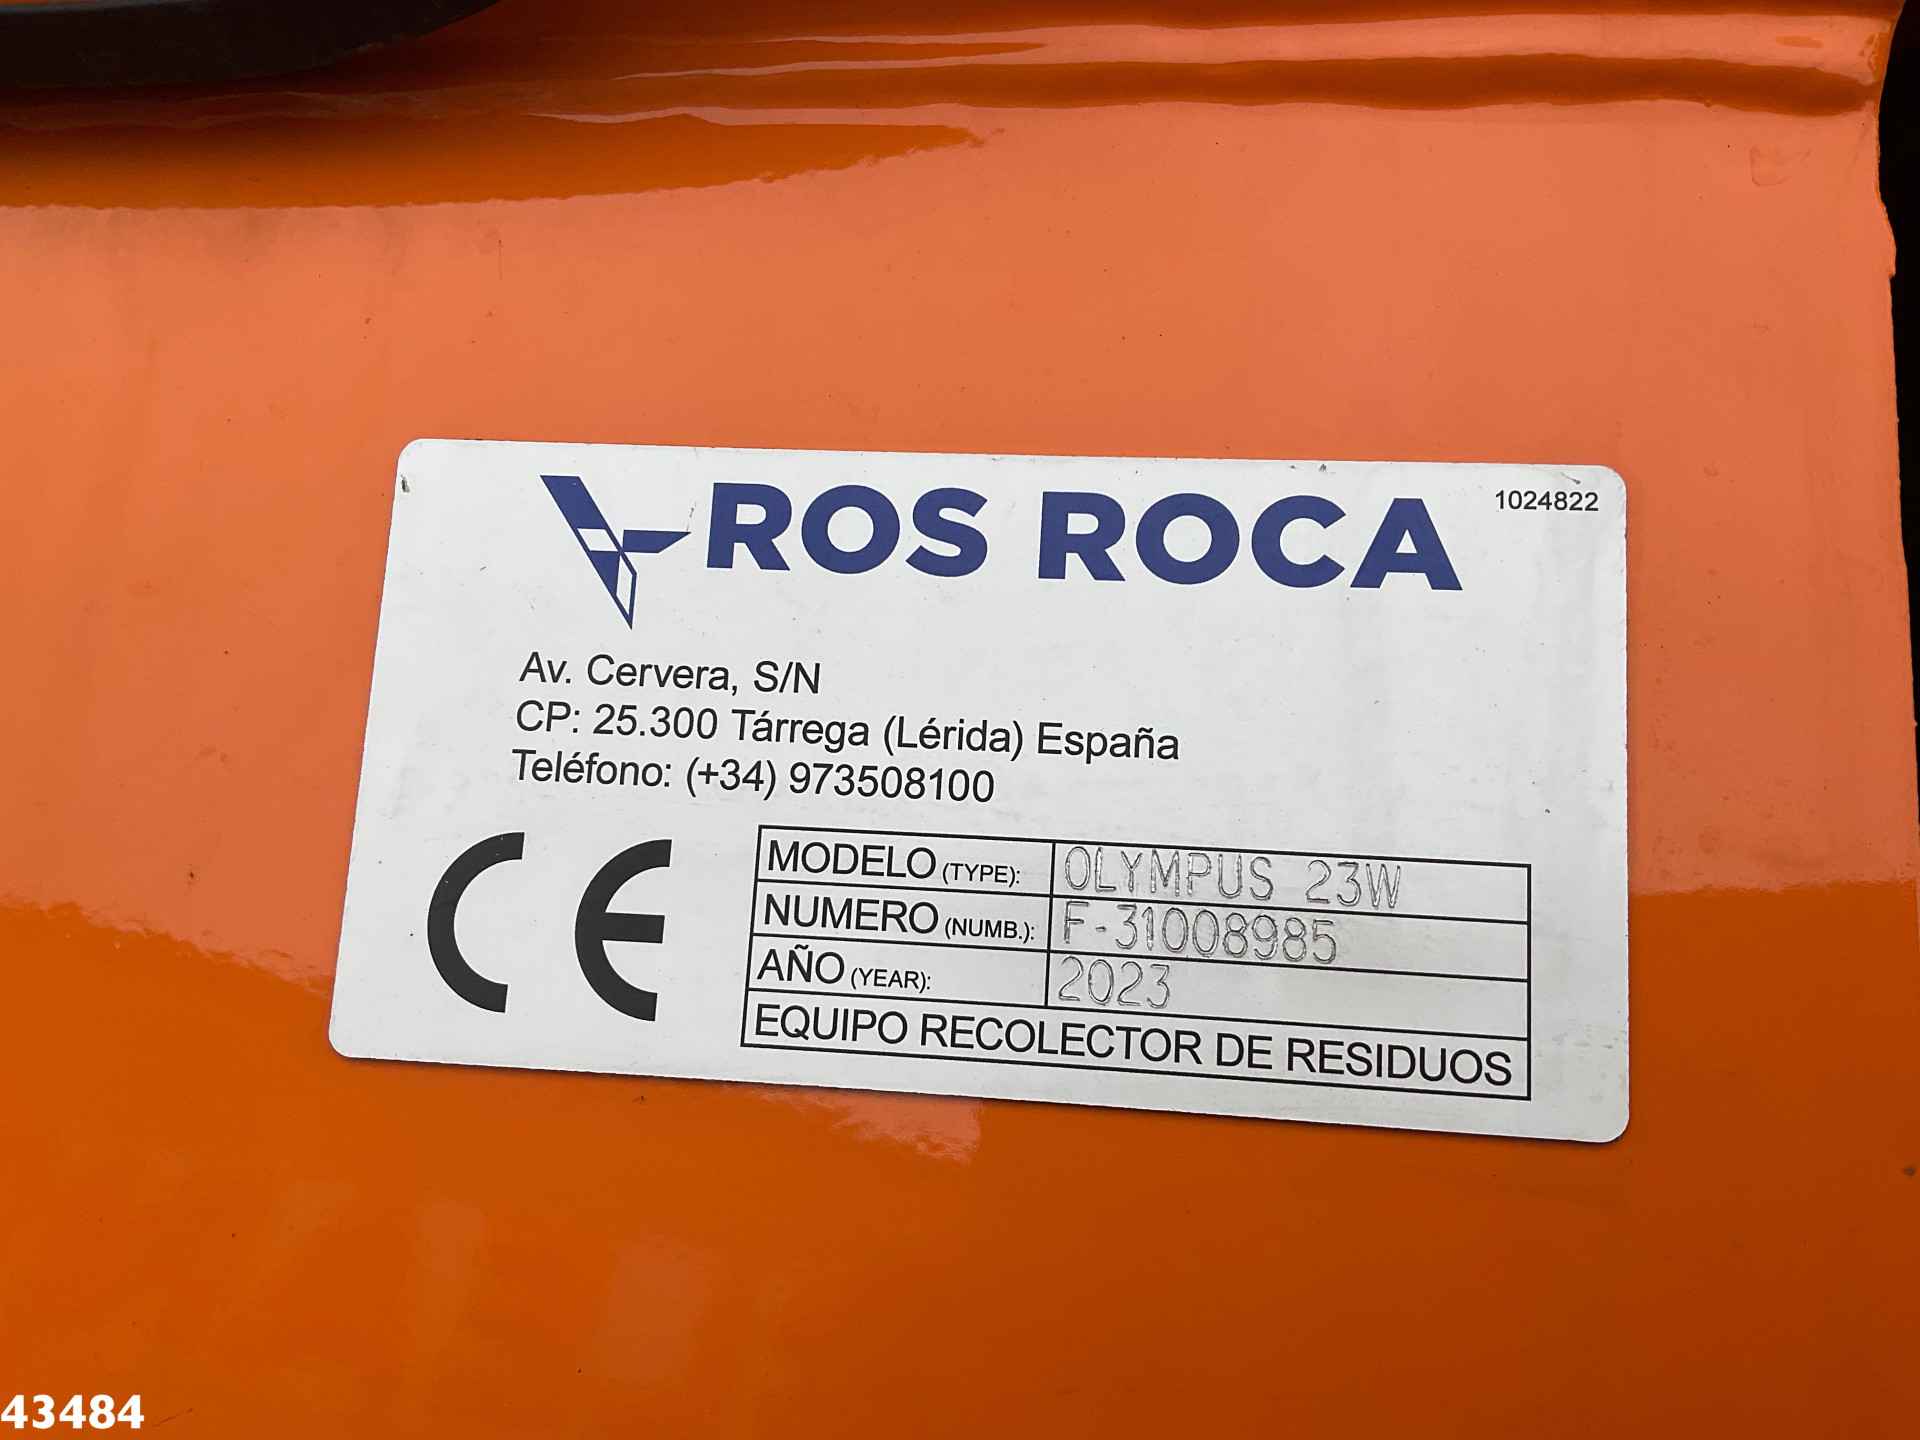 ROS ROCA
1024822
Av. Cervera, S/N
CP: 25.300 Tárrega (Lérida) España
Teléfono: (+34) 973508100
CE
MODELO (TYPE): OLYMPUS 23W
NUMERO (NUMB.): F-31008985
AÑO (YEAR): 2023
EQUIPO RECOLECTOR DE RESIDUOS
43484